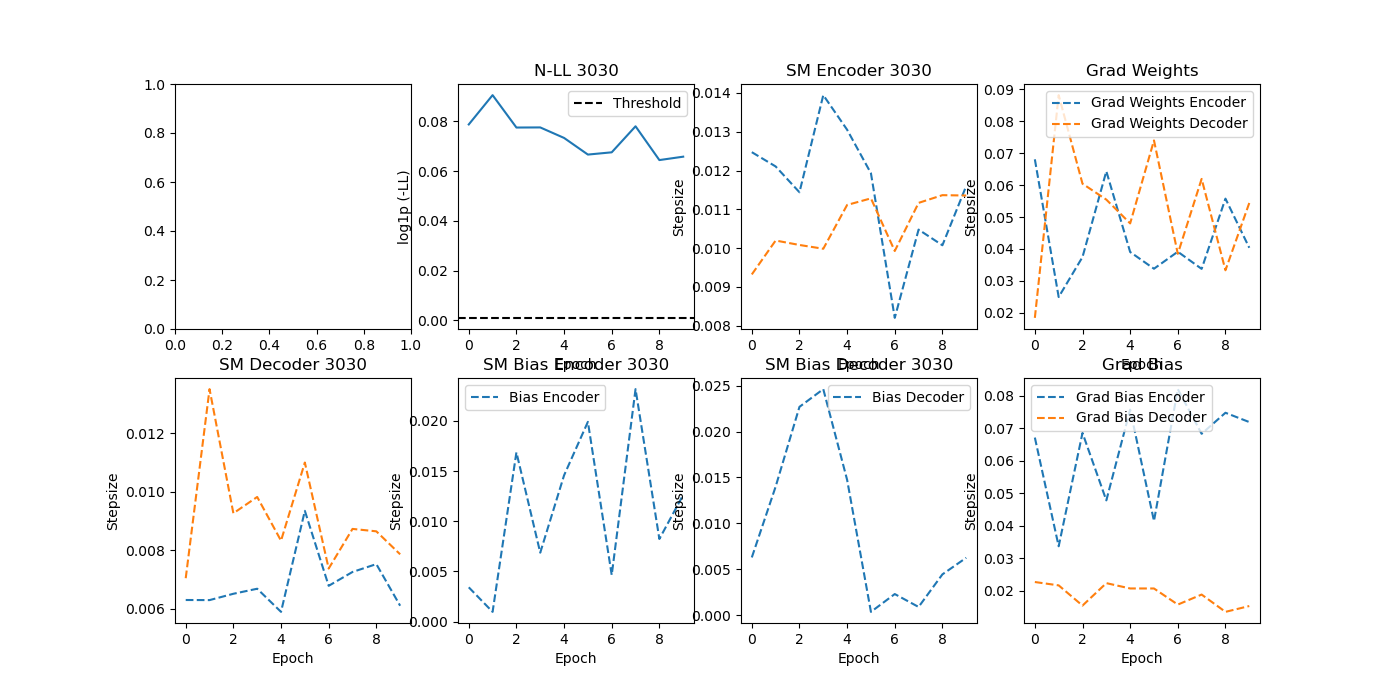 1.0
0.8
0.6
0.4
0.2
0.0
0.0 0.2 0.4 0.6 0.8 1.0
N-LL 3030
Threshold
log1p (-LL)
0.08
0.06
0.04
0.02
0.00
0 2 4 6 8
Epoch
SM Encoder 3030
Stepsize
0.014
0.013
0.012
0.011
0.010
0.009
0.008
0 2 4 6 8
Epoch
Grad Weights
Grad Weights Encoder
Grad Weights Decoder
Stepsize
0.09
0.08
0.07
0.06
0.05
0.04
0.03
0.02
0 2 4 6 8
Epoch
SM Decoder 3030
Stepsize
0.012
0.010
0.008
0.006
0 2 4 6 8
Epoch
SM Bias Encoder 3030
Bias Encoder
Stepsize
0.020
0.015
0.010
0.005
0.000
0 2 4 6 8
Epoch
SM Bias Decoder 3030
Bias Decoder
Stepsize
0.025
0.020
0.015
0.010
0.005
0.000
0 2 4 6 8
Epoch
Grad Bias
Grad Bias Encoder
Grad Bias Decoder
Stepsize
0.08
0.07
0.06
0.05
0.04
0.03
0.02
0 2 4 6 8
Epoch